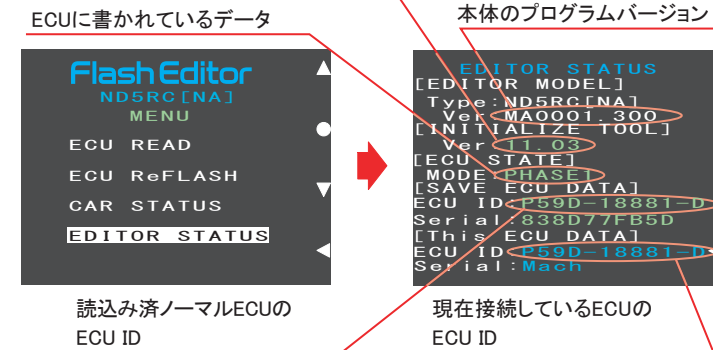 ECUに書かれているデータ
本体のプログラムバージョン
Flash Editor
ND5RC[NA]
MENU
ECU READ
ECU ReFLASH
CAR STATUS
EDITOR STATUS
EDITOR STATUS
[EDITOR MODEL]
Type:ND5RC[NA]
Ver:MA0001.300
[INITIALIZE TOOL]
Ver:11.03
[ECU STATE]
MODE:PHASE1
[SAVE ECU DATA]
ECU ID:P59D-18881-D
Serial:838D77FB5D
[This ECU DATA]
ECU ID:P59D-18881-D
Serial:Mach
読込み済ノーマルECUの
ECU ID
現在接続しているECUの
ECU ID